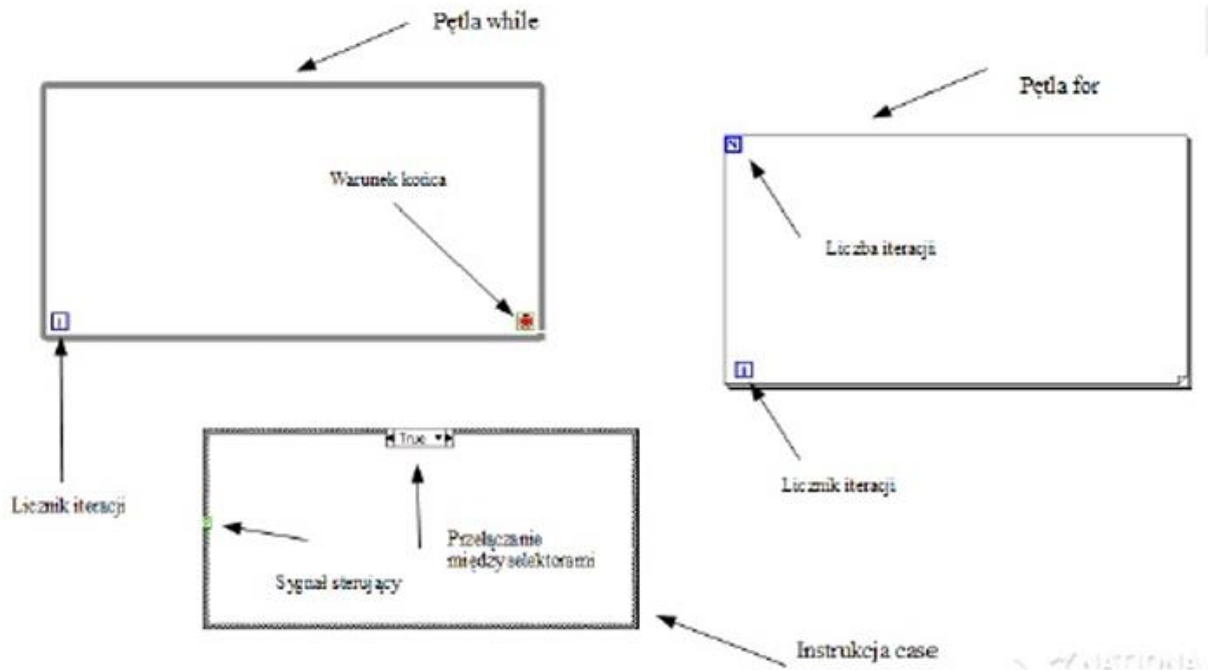 Pętla while
Pętla for
Warunek końca
N
Liczba iteracji
i
i
True
Licznik iteracji
Licznik iteracji
Przełączanie
między selektorami
Sygnał sterujący
Instrukcja case
NATIONA